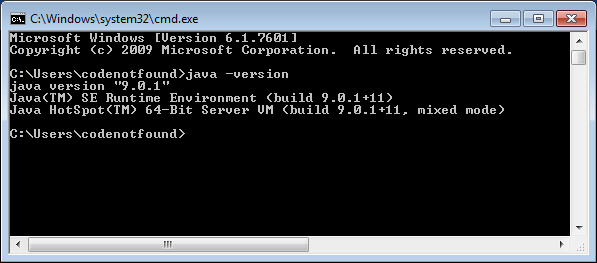 C:\Windows\system32\cmd.exe
Microsoft Windows [Version 6.1.7601]
Copyright (c) 2009 Microsoft Corporation.  All rights reserved.
C:\Users\codenotfound>java -version
java version "9.0.1"
Java(TM) SE Runtime Environment (build 9.0.1+11)
Java HotSpot(TM) 64-Bit Server VM (build 9.0.1+11, mixed mode)
C:\Users\codenotfound>